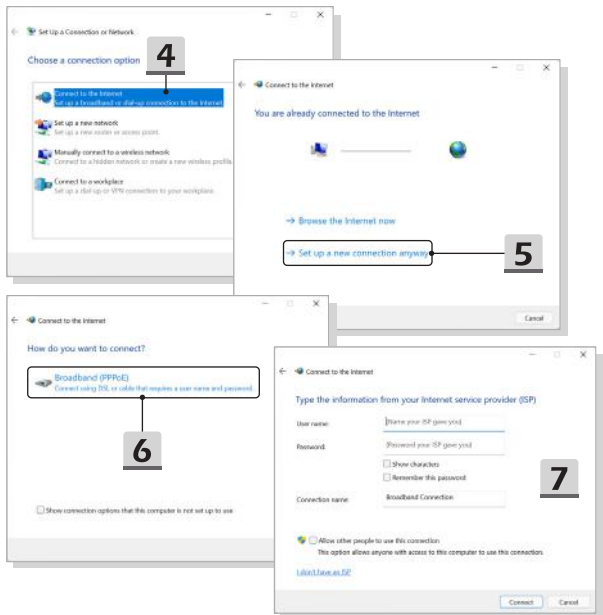 Set Up a Connection or Network
Choose a connection option
4
Connect to the Internet
Set up a broadband or dial-up connection to the Internet.
Set up a new network
Set up a new router or access point.
Manually connect to a wireless network
Connect to a hidden network or create a new wireless profile.
Connect to a workplace
Set up a dial-up or VPN connection to your workplace.
Connect to the Internet
You are already connected to the Internet
Browse the Internet now
Set up a new connection anyway
5
Cancel
Connect to the Internet
How do you want to connect?
Broadband (PPPoE)
Connect using DSL or cable that requires a user name and password.
6
Show connection options that this computer is not set up to use
Connect to the Internet
Type the information from your Internet service provider (ISP)
User name: [Name your ISP gave you]
Password: [Password your ISP gave you]
Show characters
Remember this password
7
Connection name: Broadband Connection
Allow other people to use this connection
This option allows anyone with access to this computer to use this connection.
I don't have an ISP
Connect Cancel